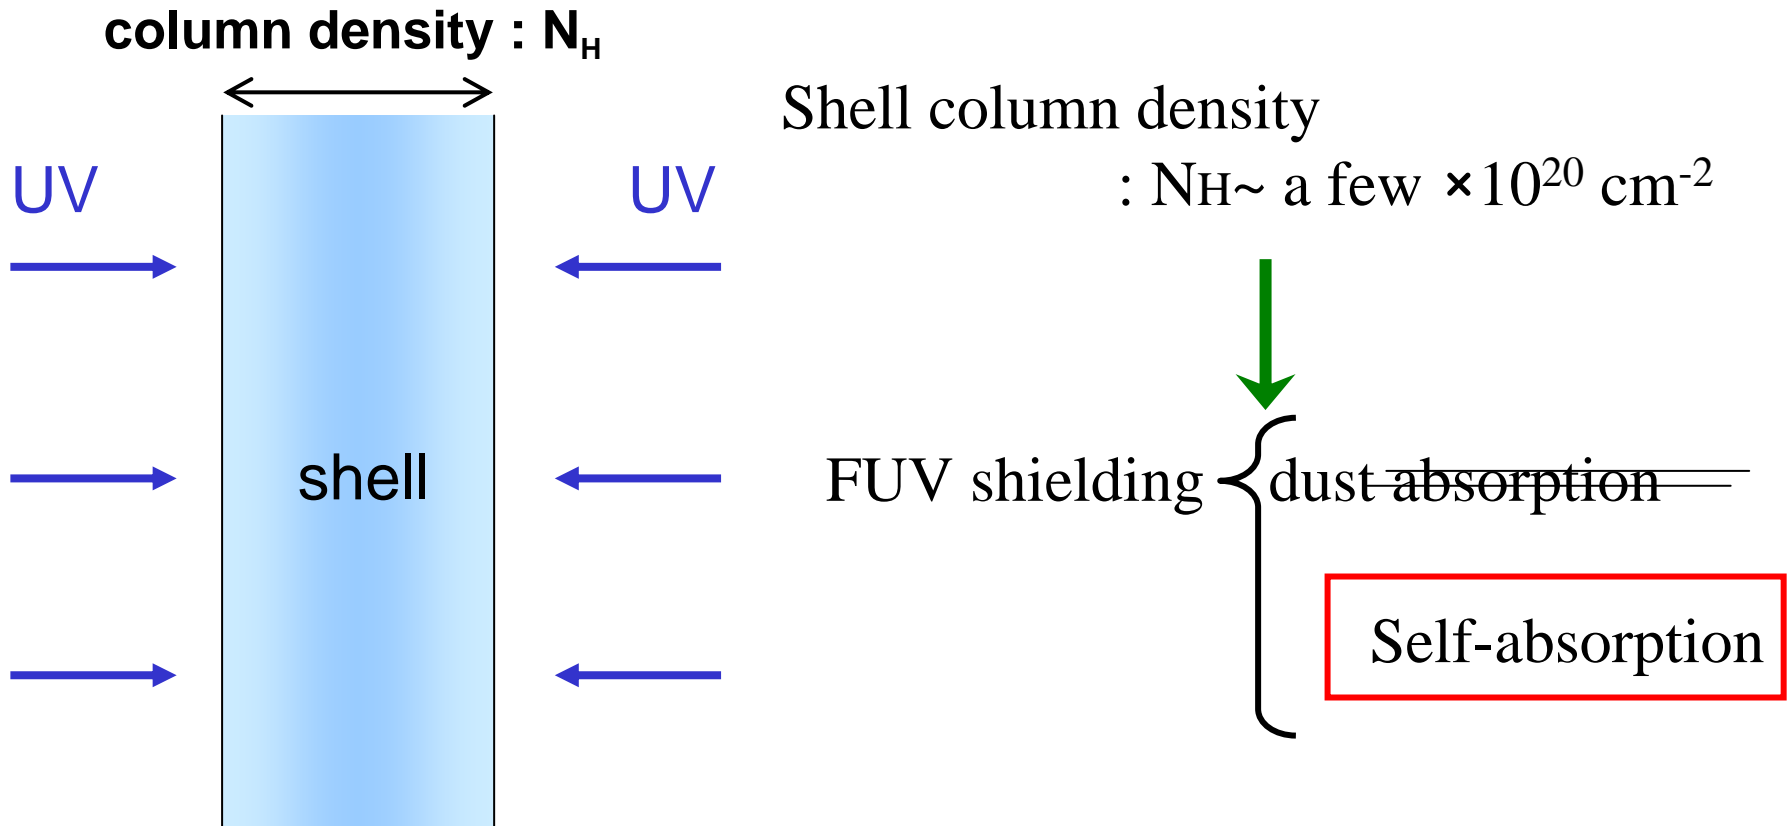 column density : N_H
Shell column density
: NH~ a few ×10^20 cm^-2
UV
UV
shell
FUV shielding
dust absorption
Self-absorption